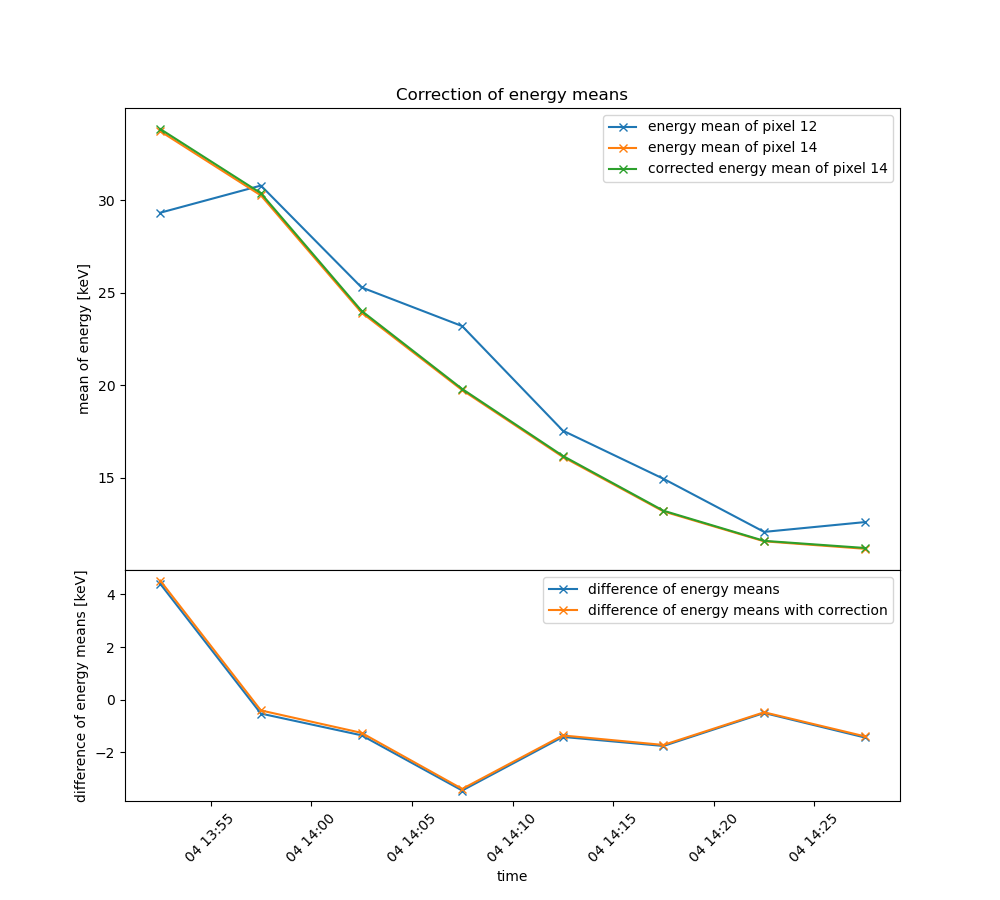 Correction of energy means
energy mean of pixel 12
energy mean of pixel 14
corrected energy mean of pixel 14
30
25
20
15
mean of energy [keV]
difference of energy means
difference of energy means with correction
4
2
0
−2
difference of energy means [keV]
04 13:55
04 14:00
04 14:05
04 14:10
04 14:15
04 14:20
04 14:25
time